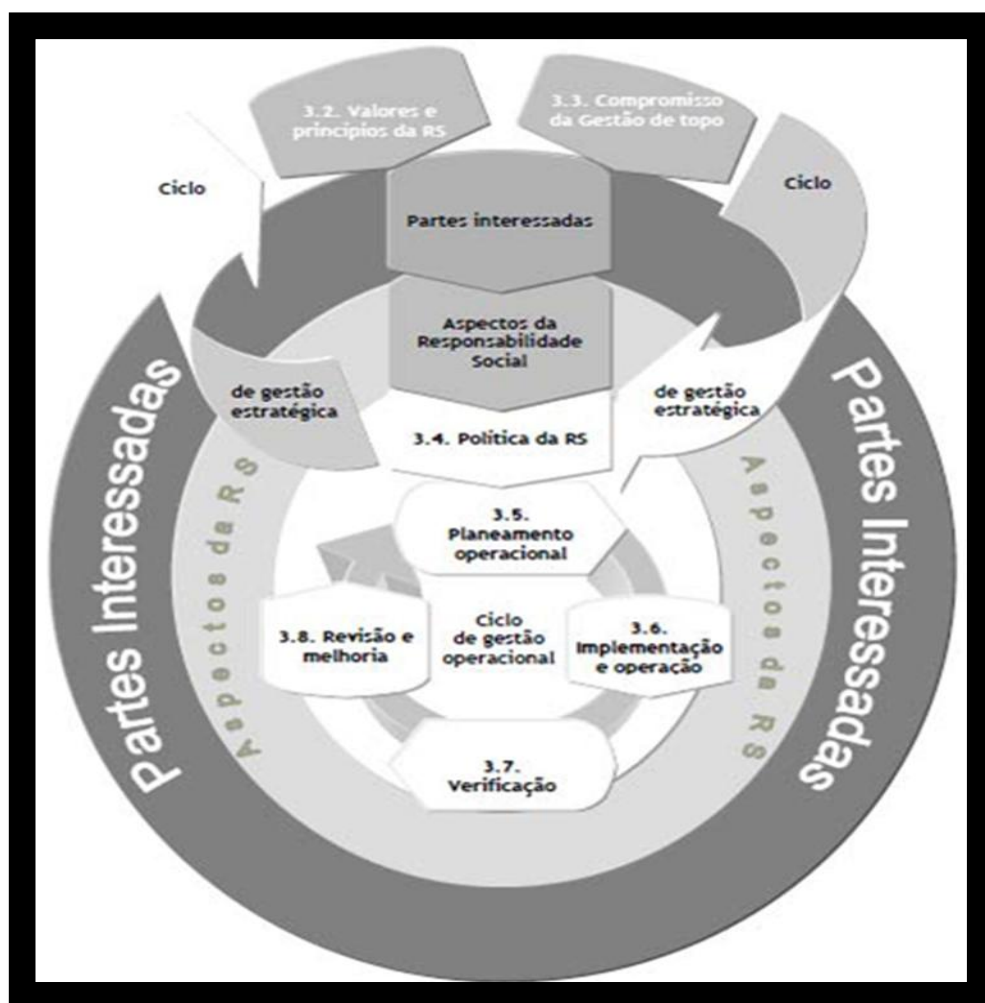 3.2. Valores e
princípios da RS
3.3. Compromisso
da Gestão de topo
Ciclo
Ciclo
Partes interessadas
Aspectos da
Responsabilidade
Social
de gestão
estratégica
de gestão
estratégica
3.4. Política da RS
Partes Interessadas
Partes Interessadas
Aspectos da RS
Aspectos da RS
3.5.
Planeamento
operacional
3.8. Revisão e
melhoria
Ciclo
de gestão
operacional
3.6.
Implementação
e operação
3.7.
Verificação